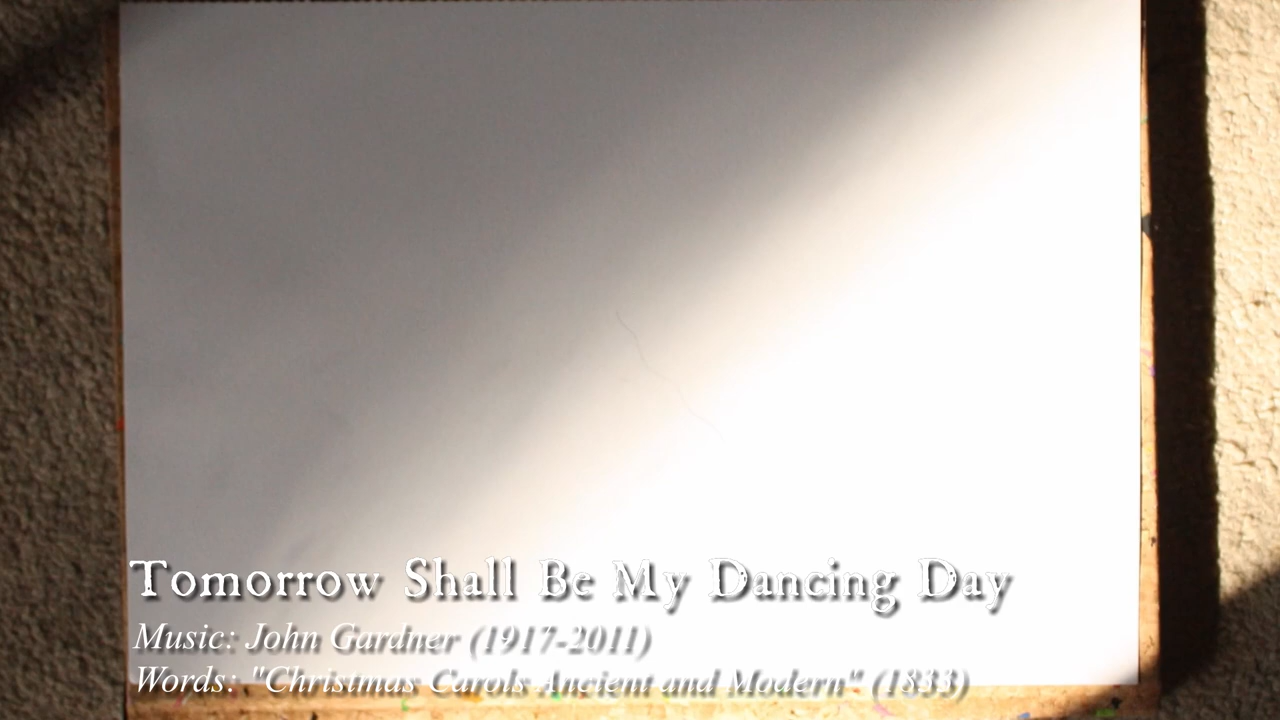 Tomorrow Shall Be My Dancing Day
Music: John Gardner (1917-2011)
Words: "Christmas Carols Ancient and Modern" (1833)